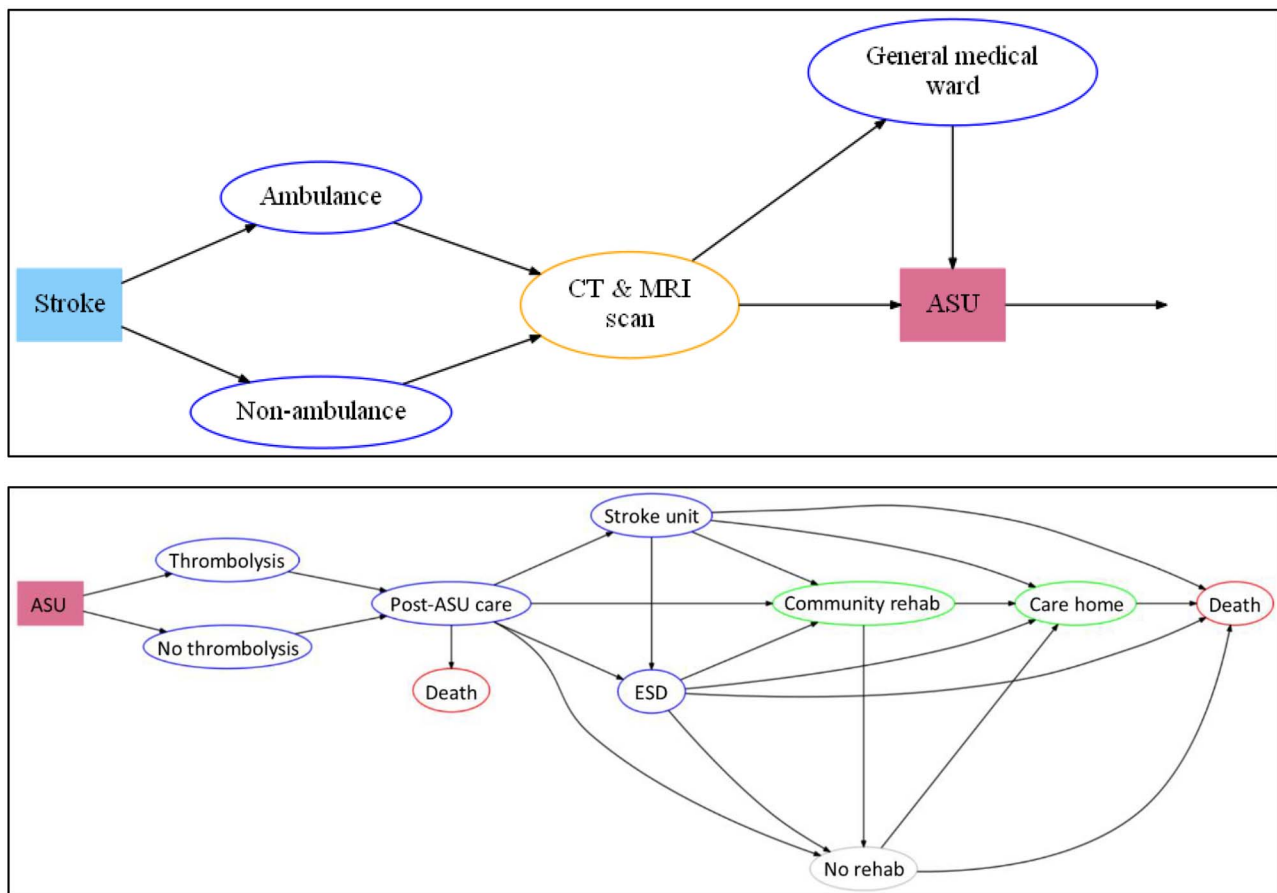 General medical
ward
Ambulance
CT & MRI
scan
Stroke
ASU
Non-ambulance
Stroke unit
Thrombolysis
ASU
Post-ASU care
Community rehab
Care home
Death
No thrombolysis
Death
ESD
No rehab